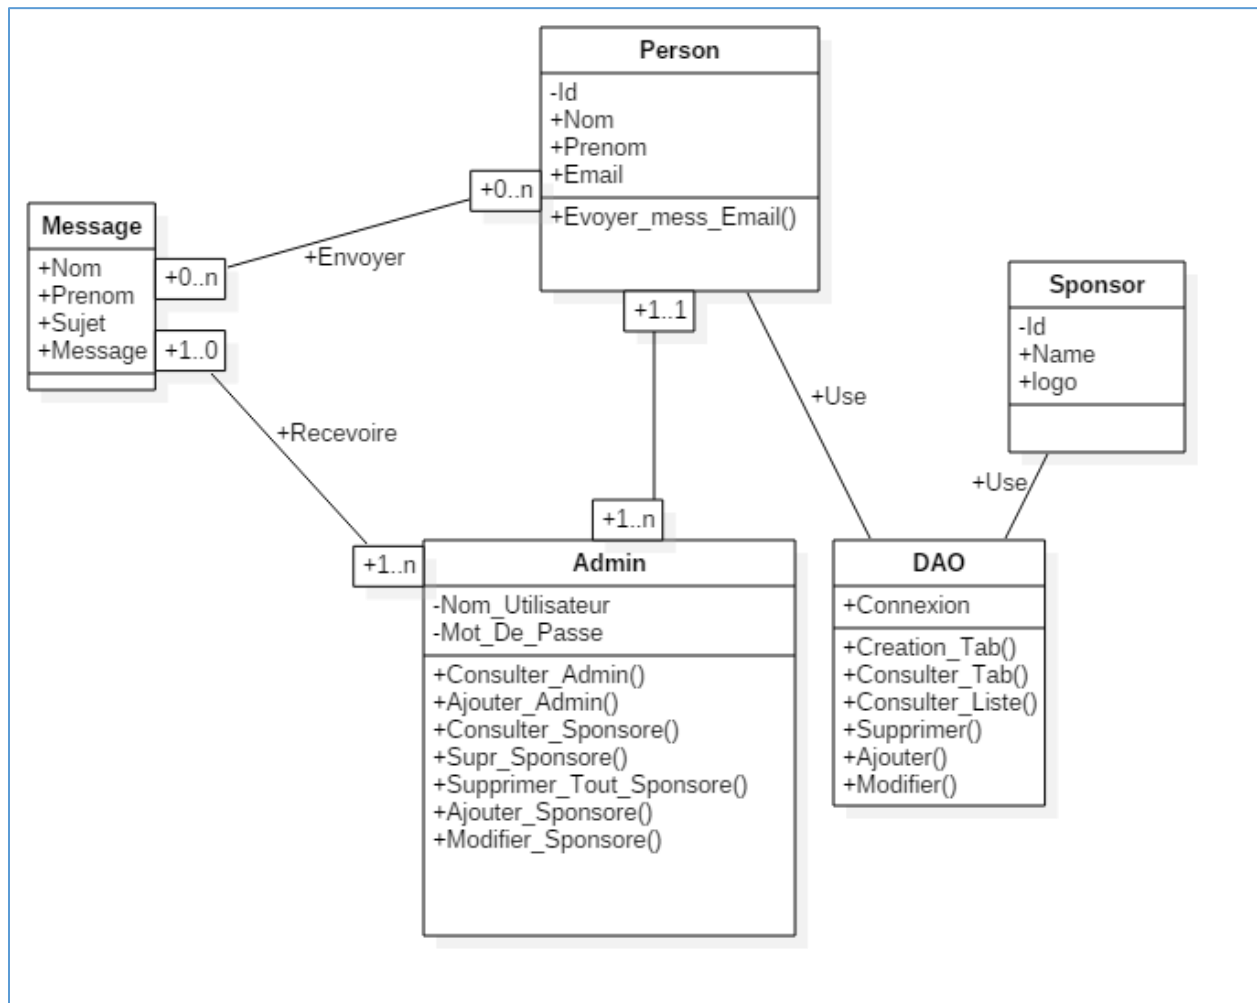 Person
-Id
+Nom
+Prenom
+Email
+Evoyer_mess_Email()
+0..n
+Envoyer
Message
+Nom
+Prenom
+Sujet
+Message
+0..n
+1..0
+Recevoire
+1..n
+1..1
+1..n
+Use
Sponsor
-Id
+Name
+logo
+Use
Admin
-Nom_Utilisateur
-Mot_De_Passe
+Consulter_Admin()
+Ajouter_Admin()
+Consulter_Sponsore()
+Supr_Sponsore()
+Supprimer_Tout_Sponsore()
+Ajouter_Sponsore()
+Modifier_Sponsore()
DAO
+Connexion
+Creation_Tab()
+Consulter_Tab()
+Consulter_Liste()
+Supprimer()
+Ajouter()
+Modifier()